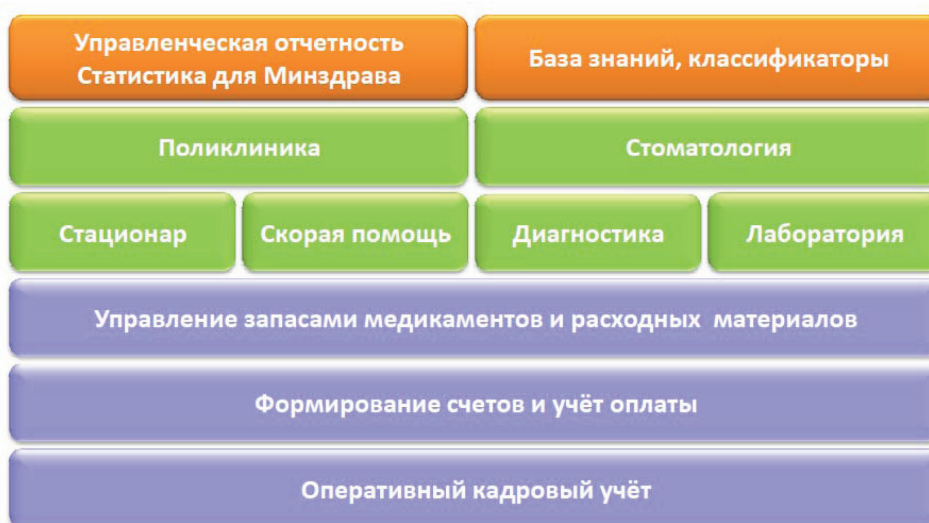 Управленческая отчетность
Статистика для Минздрава
База знаний, классификаторы
Поликлиника
Стоматология
Стационар
Скорая помощь
Диагностика
Лаборатория
Управление запасами медикаментов и расходных материалов
Формирование счетов и учёт оплаты
Оперативный кадровый учёт